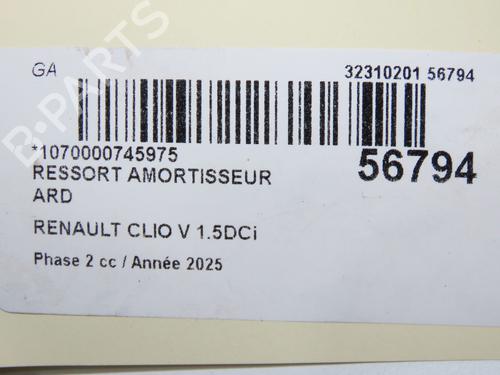 GA
32310201 56794
*1070000745975
56794
RESSORT AMORTISSEUR
ARD
RENAULT CLIO V 1.5DCi
Phase 2 cc / Année 2025
B-PARTS